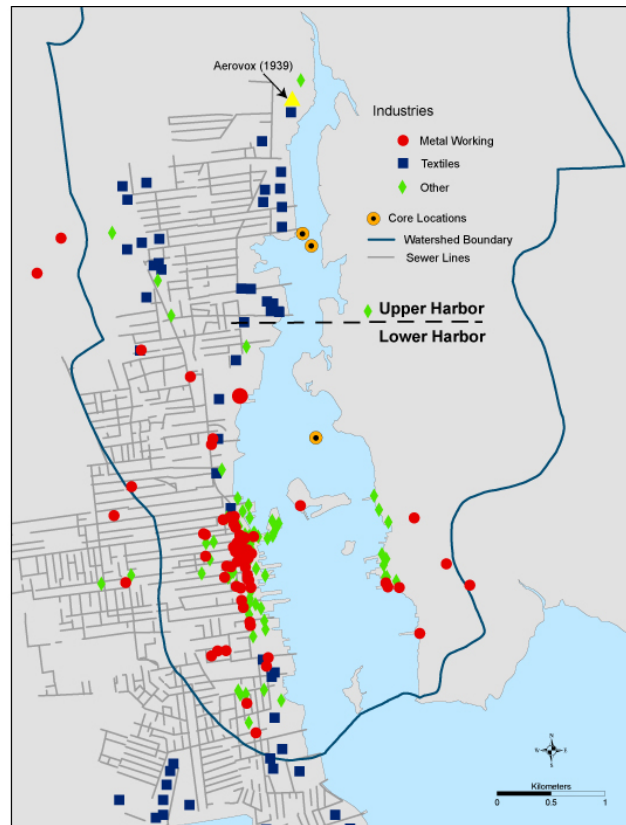 Aerovox (1939)
Industries
Metal Working
Textiles
Other
Core Locations
Watershed Boundary
Sewer Lines
Upper Harbor
Lower Harbor
N
W E
S
Kilometers
0 0.5 1